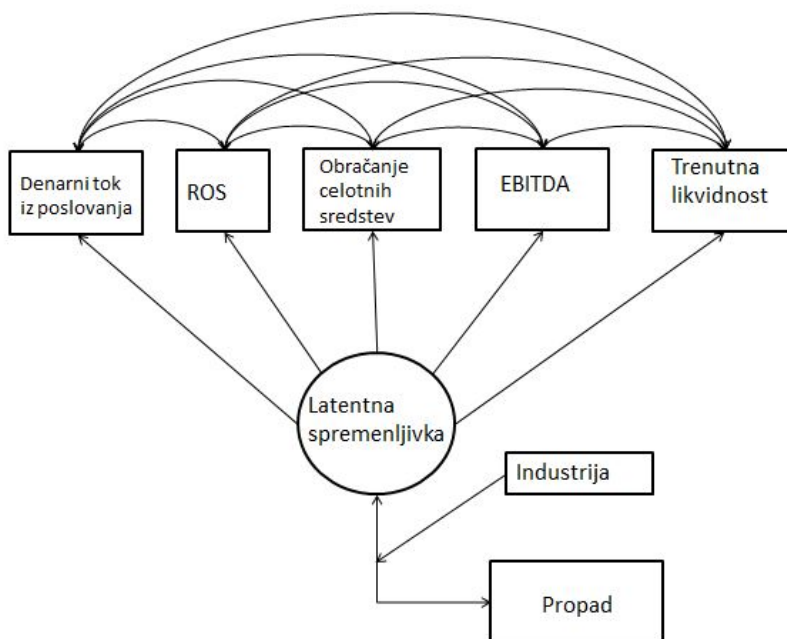 Denarni tok
iz poslovanja
ROS
Obračanje
celotnih
sredstev
EBITDA
Trenutna
likvidnost
Latentna
spremenljivka
Industrija
Propad